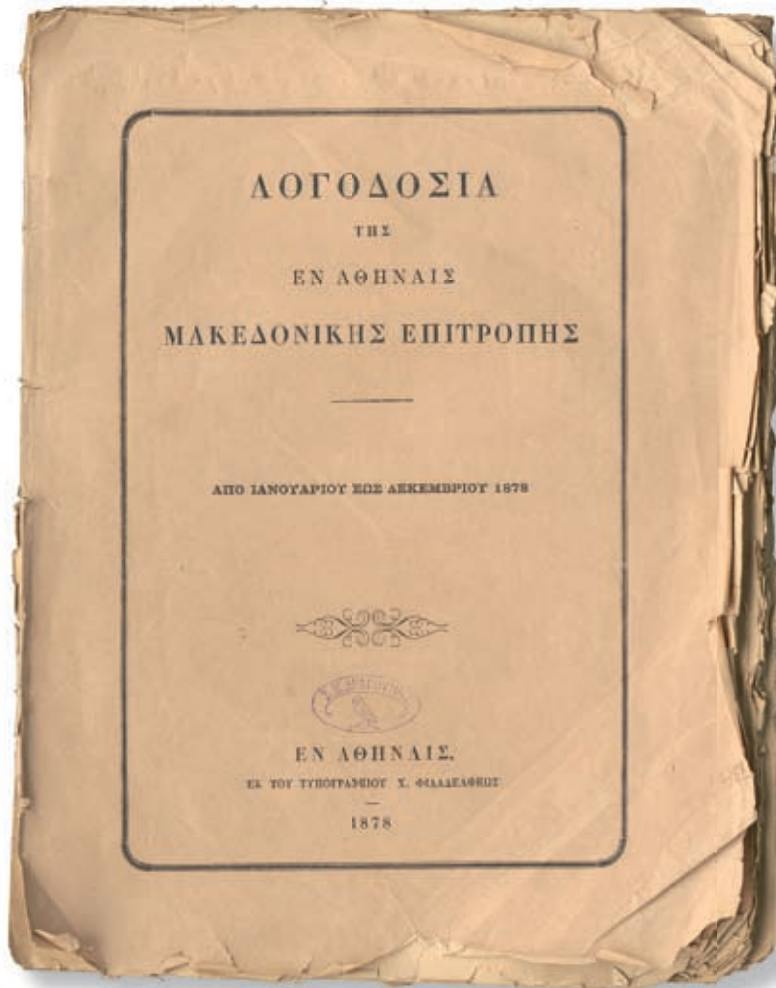 ΛΟΓΟΔΟΣΙΑ
ΤΗΣ
ΕΝ ΑΘΗΝΑΙΣ
ΜΑΚΕΔΟΝΙΚΗΣ ΕΠΙΤΡΟΠΗΣ
ΑΠΟ ΙΑΝΟΥΑΡΙΟΥ ΕΩΣ ΔΕΚΕΜΒΡΙΟΥ 1878
ΕΝ ΑΘΗΝΑΙΣ,
ΕΚ ΤΟΥ ΤΥΠΟΓΡΑΦΕΙΟΥ Χ. ΦΙΛΑΔΕΛΦΕΩΣ
1878